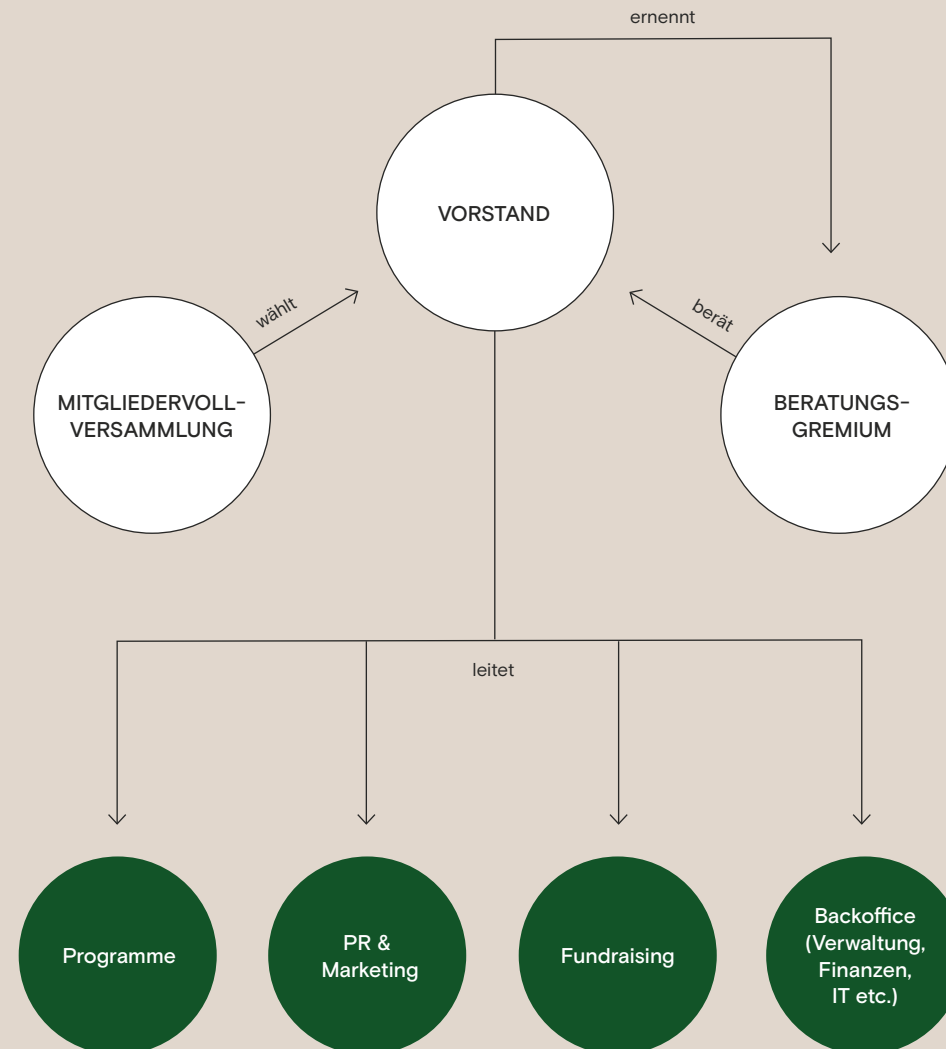 ernennt
VORSTAND
wählt
berät
MITGLIEDERVOLL-
VERSAMMLUNG
BERATUNGS-
GREMIUM
leitet
Programme
PR &
Marketing
Fundraising
Backoffice
(Verwaltung,
Finanzen,
IT etc.)